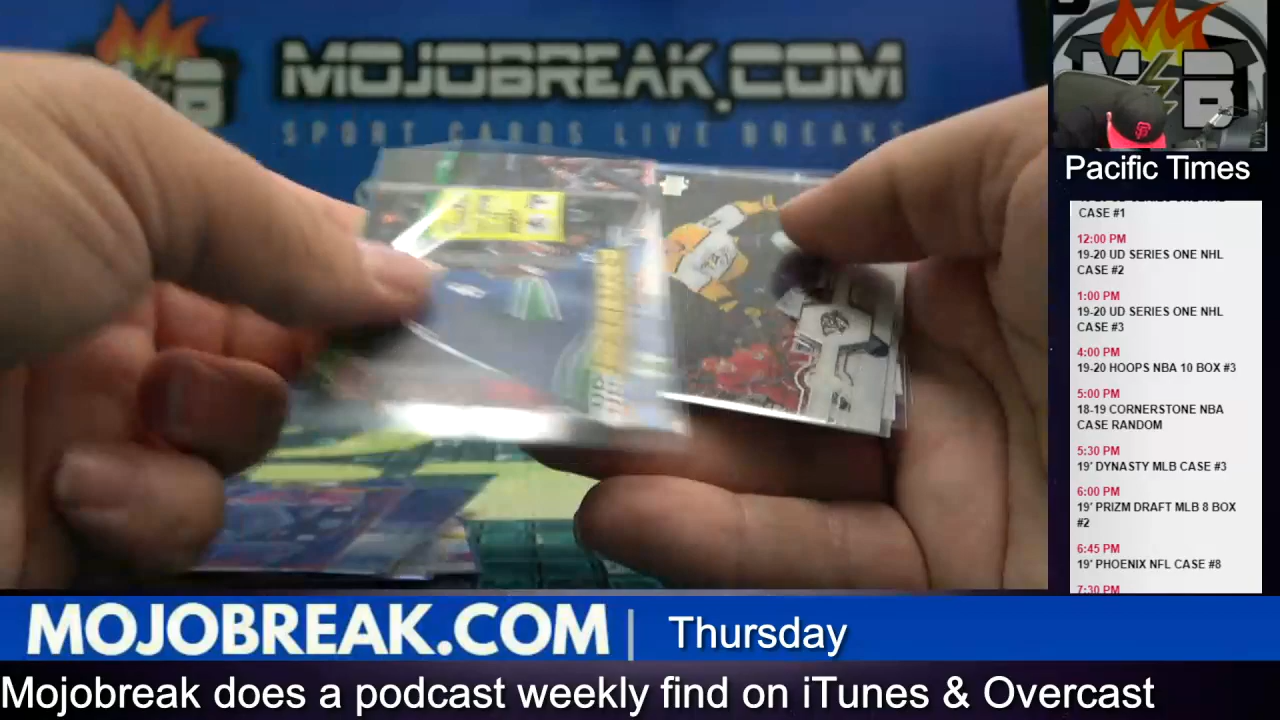 MOJOBREAK.COM
SPORT CARDS LIVE BREAKS
Pacific Times
CASE #1
12:00 PM
19-20 UD SERIES ONE NHL
CASE #2
1:00 PM
19-20 UD SERIES ONE NHL
CASE #3
4:00 PM
19-20 HOOPS NBA 10 BOX #3
5:00 PM
18-19 CORNERSTONE NBA
CASE RANDOM
5:30 PM
19' DYNASTY MLB CASE #3
6:00 PM
19' PRIZM DRAFT MLB 8 BOX
#2
6:45 PM
19' PHOENIX NFL CASE #8
7:30 PM
MOJOBREAK.COM | Thursday
Mojobreak does a podcast weekly find on iTunes & Overcast